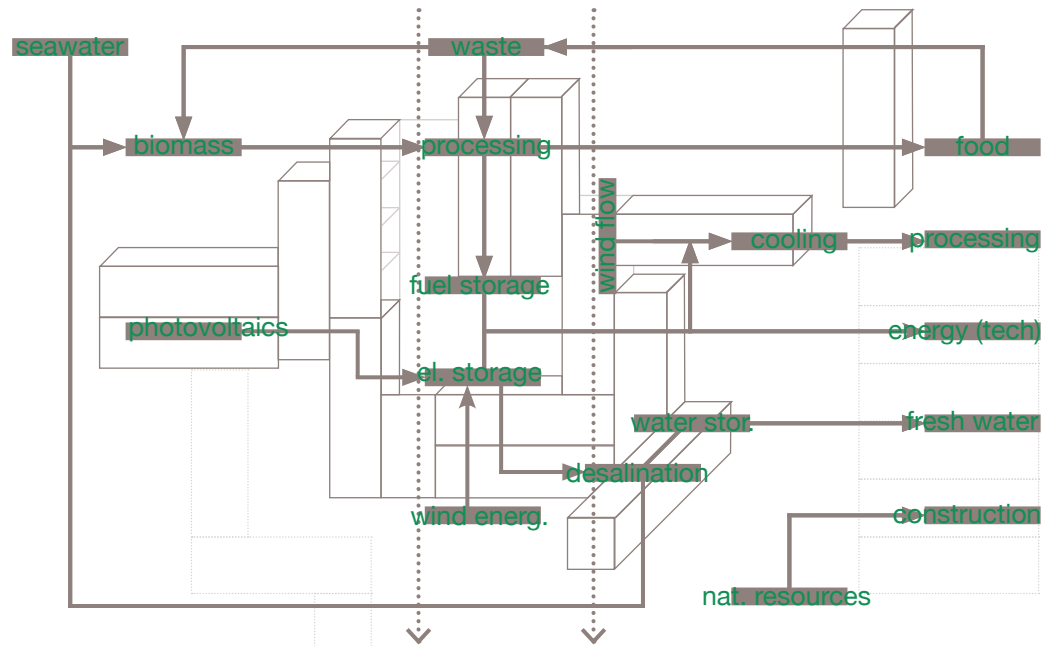 seawater
waste
biomass
processing
food
wind flow
cooling
processing
fuel storage
photovoltaics
energy (tech)
el. storage
water stor.
fresh water
desalination
wind energ.
construction
nat. resources